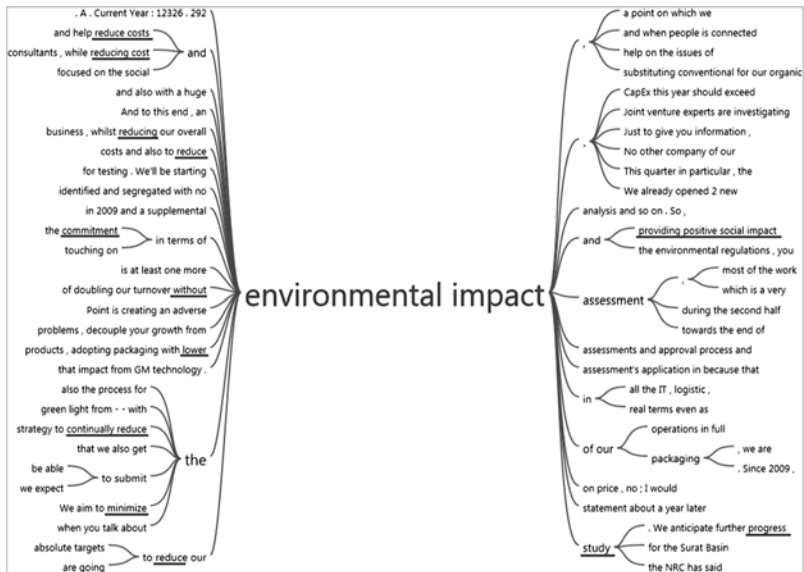 . A . Current Year : 12326 . 292
and help reduce costs
consultants , while reducing cost
and
focused on the social
and also with a huge
And to this end , an
business , whilst reducing our overall
costs and also to reduce
for testing . We'll be starting
identified and segregated with no
in 2009 and a supplemental
the commitment
in terms of
touching on
is at least one more
of doubling our turnover without
Point is creating an adverse
problems , decouple your growth from
products , adopting packaging with lower
that impact from GM technology .
also the process for
green light from - - with
strategy to continually reduce
that we also get
the
be able
to submit
we expect
We aim to minimize
when you talk about
absolute targets
to reduce our
are going
environmental impact
,
a point on which we
and when people is connected
help on the issues of
substituting conventional for our organic
.
CapEx this year should exceed
Joint venture experts are investigating
Just to give you information ,
No other company of our
This quarter in particular , the
We already opened 2 new
analysis and so on . So ,
and
providing positive social impact
the environmental regulations , you
assessment
,
most of the work
which is a very
during the second half
towards the end of
assessments and approval process and
assessment's application in because that
in
all the IT , logistic ,
real terms even as
of our
operations in full
packaging
, we are
. Since 2009 ,
on price , no ; I would
statement about a year later
study
. We anticipate further progress
for the Surat Basin
the NRC has said